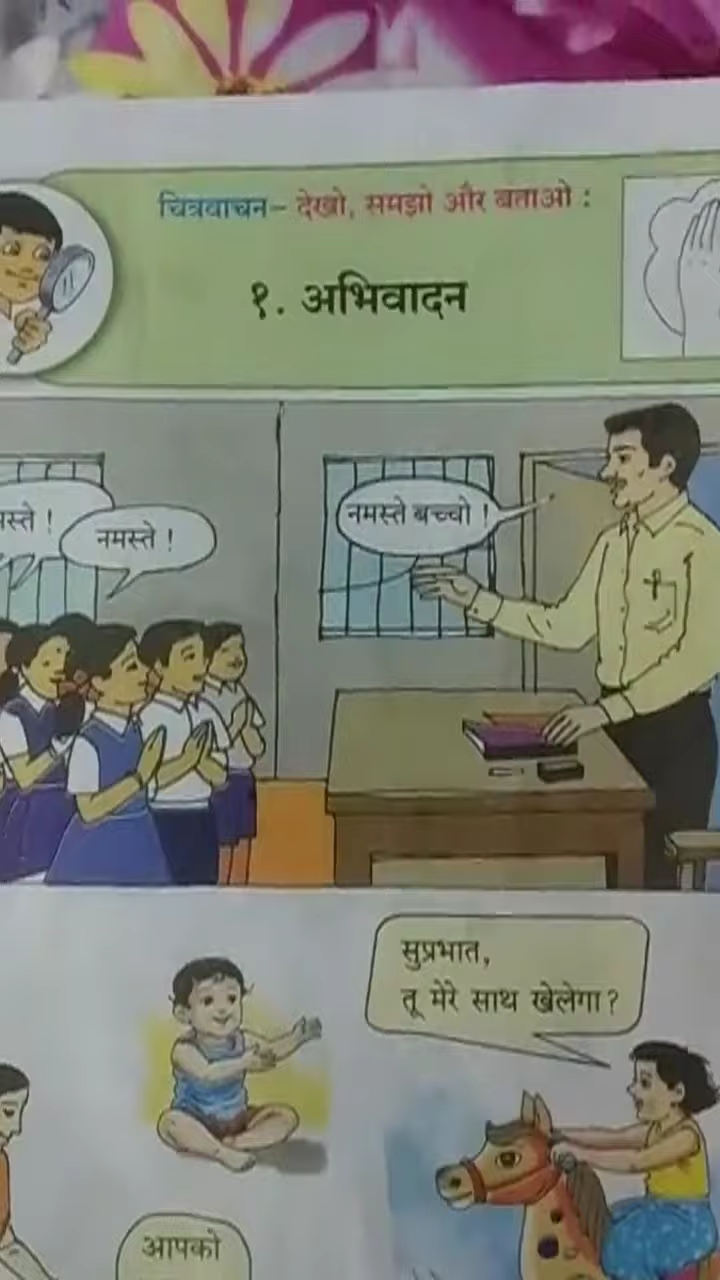 चित्रवाचन– देखो, समझो और बताओ :
१. अभिवादन
नमस्ते !
नमस्ते बच्चो !
सुप्रभात,
तू मेरे साथ खेलेगा ?
आपको